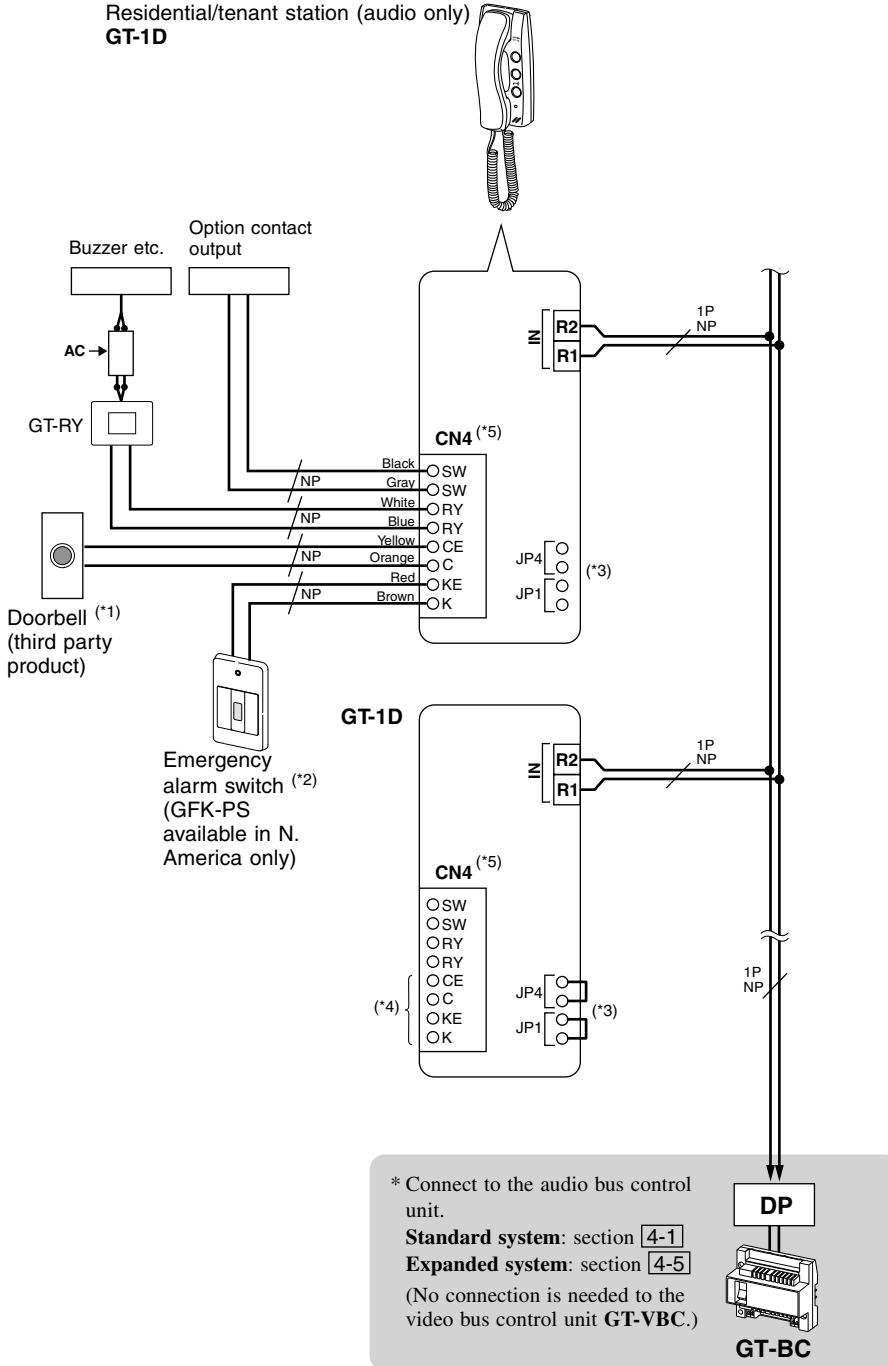 Residential/tenant station (audio only)
GT-1D
Option contact
output
Buzzer etc.
AC
GT-RY
IN
R2
R1
1P
NP
CN4 (*5)
Black
SW
NP
Gray
SW
White
RY
NP
Blue
RY
Yellow
CE
NP
Orange
C
Red
KE
NP
Brown
K
JP4
JP1
(*3)
Doorbell (*1)
(third party
product)
Emergency
alarm switch (*2)
(GFK-PS
available in N.
America only)
GT-1D
IN
R2
R1
1P
NP
CN4 (*5)
SW
SW
RY
RY
CE
C
KE
K
(*4)
JP4
JP1
(*3)
1P
NP
* Connect to the audio bus control
unit.
Standard system: section 4-1
Expanded system: section 4-5
(No connection is needed to the
video bus control unit GT-VBC.)
DP
GT-BC